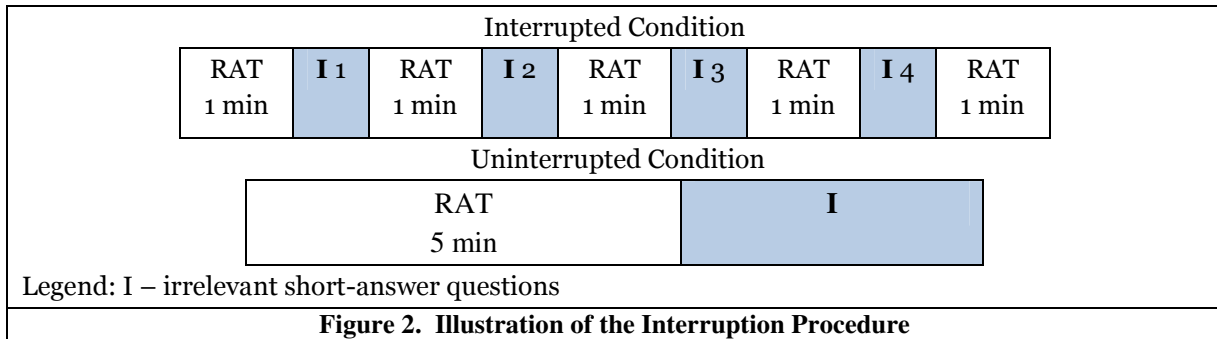 Interrupted Condition
RAT I 1 RAT I 2 RAT I 3 RAT I 4 RAT
1 min 1 min 1 min 1 min 1 min
Uninterrupted Condition
RAT I
5 min
Legend: I – irrelevant short-answer questions
Figure 2. Illustration of the Interruption Procedure